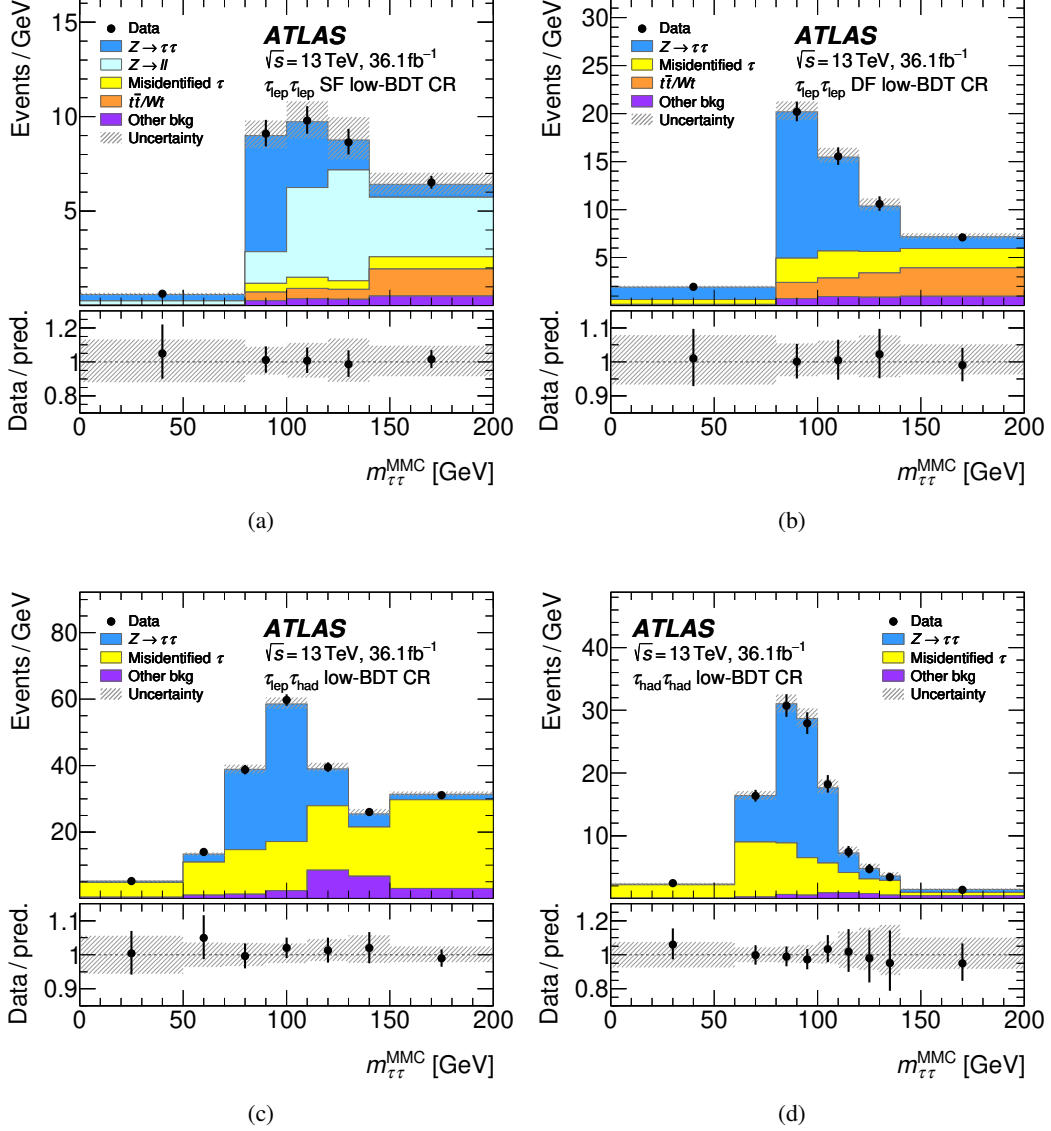 Events / GeV
15
10
5
Data
Z → ττ
Z → ll
Misidentified τ
tt̄/Wt
Other bkg
Uncertainty
ATLAS
√s = 13 TeV, 36.1 fb⁻¹
τ_lep τ_lep SF low-BDT CR
Data / pred.
1.2
1
0.8
0 50 100 150 200
m_ττ^MMC [GeV]
(a)
Events / GeV
30
25
20
15
10
5
Data
Z → ττ
Misidentified τ
tt̄/Wt
Other bkg
Uncertainty
ATLAS
√s = 13 TeV, 36.1 fb⁻¹
τ_lep τ_lep DF low-BDT CR
Data / pred.
1.1
1
0.9
0 50 100 150 200
m_ττ^MMC [GeV]
(b)
Events / GeV
80
60
40
20
Data
Z → ττ
Misidentified τ
Other bkg
Uncertainty
ATLAS
√s = 13 TeV, 36.1 fb⁻¹
τ_lep τ_had low-BDT CR
Data / pred.
1.1
1
0.9
0 50 100 150 200
m_ττ^MMC [GeV]
(c)
Events / GeV
40
30
20
10
ATLAS
√s = 13 TeV, 36.1 fb⁻¹
τ_had τ_had low-BDT CR
Data
Z → ττ
Misidentified τ
Other bkg
Uncertainty
Data / pred.
1.2
1
0.8
0 50 100 150 200
m_ττ^MMC [GeV]
(d)